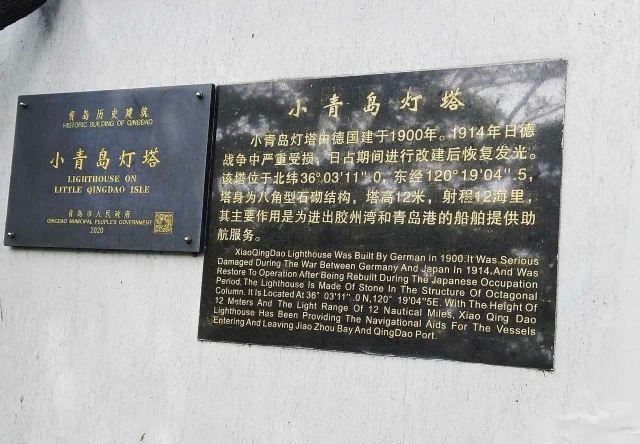 青岛历史建筑
HISTORIC BUILDING OF QINGDAO
小青岛灯塔
LIGHTHOUSE ON
LITTLE QINGDAO ISLE
青岛市人民政府
QINGDAO MUNICIPAL PEOPLE'S GOVERNMENT
2020
小青岛灯塔
小青岛灯塔由德国建于1900年。1914年日德
战争中严重受损，日占期间进行改建后恢复发光。
该塔位于北纬36°03′11″.0，东经120°19′04″.5，
塔身为八角型石砌结构，塔高12米，射程12海里，
其主要作用是为进出胶州湾和青岛港的船舶提供助
航服务。
XiaoQingDao Lighthouse Was Built By German in 1900.It Was Serious
Damaged During The War Between Germany And Japan In 1914,And Was
Restore To Operation After Being Rebuilt During The Japanese Occupation
Period, The Lighthouse Is Made Of Stone In The Structure Of Octagonal
Column. It Is Located At 36° 03′11″ .0 N,120° 19′04″5E. With The Height Of
12 Meters And The Light Range Of 12 Nautical Miles, Xiao Qing Dao
Lighthouse Has Been Providing The Navigational Aids For The Vessels
Entering And Leaving Jiao Zhou Bay And QingDao Port.